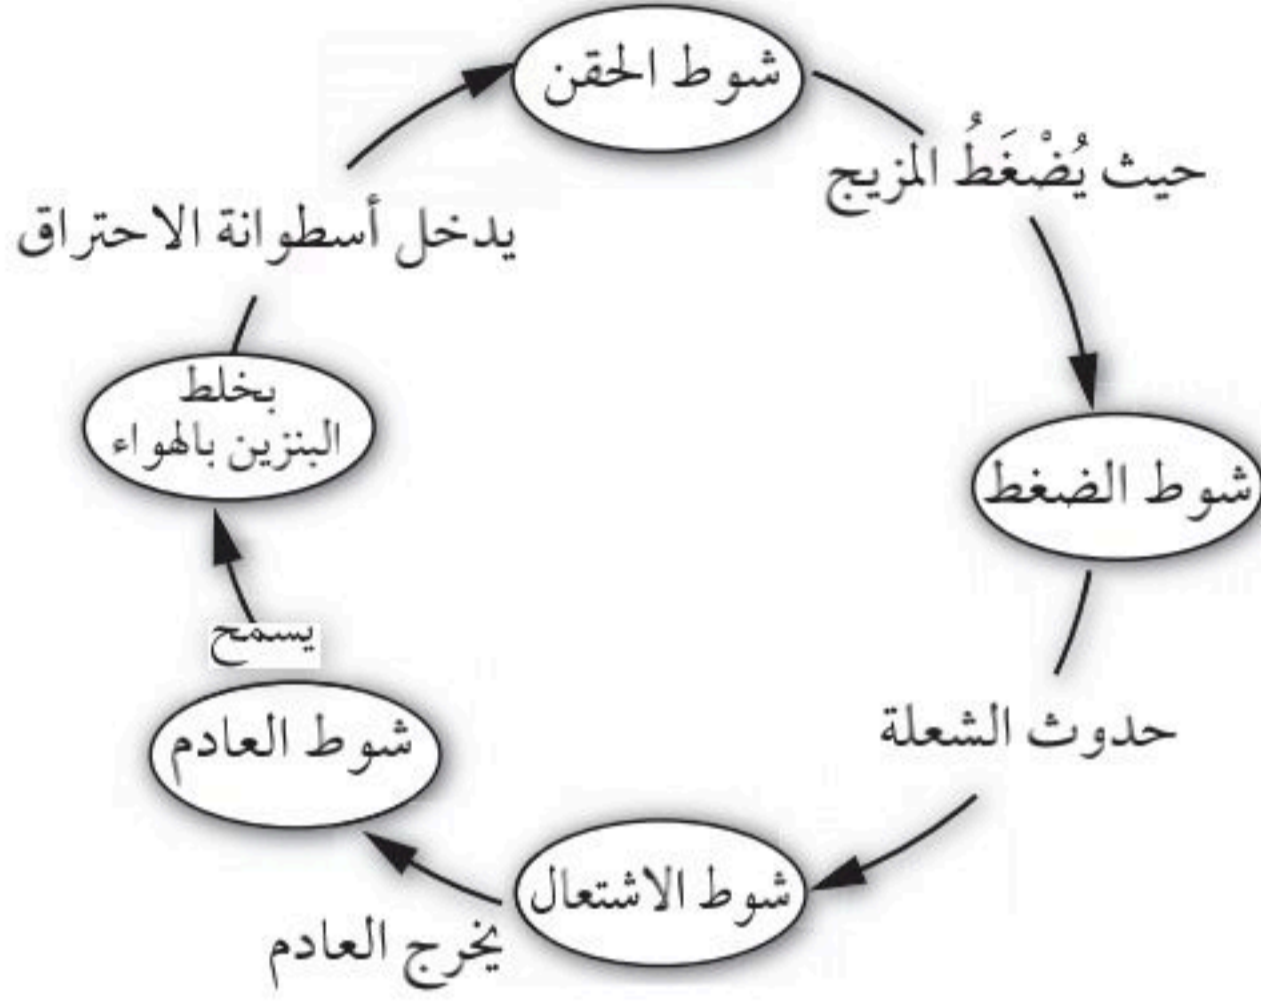 شوط الحقن
حيث يُضْغَطُ المزيج
شوط الضغط
حدوث الشعلة
شوط الاشتعال
يخرج العادم
شوط العادم
يسمح
بخلط
البنزين بالهواء
يدخل أسطوانة الاحتراق